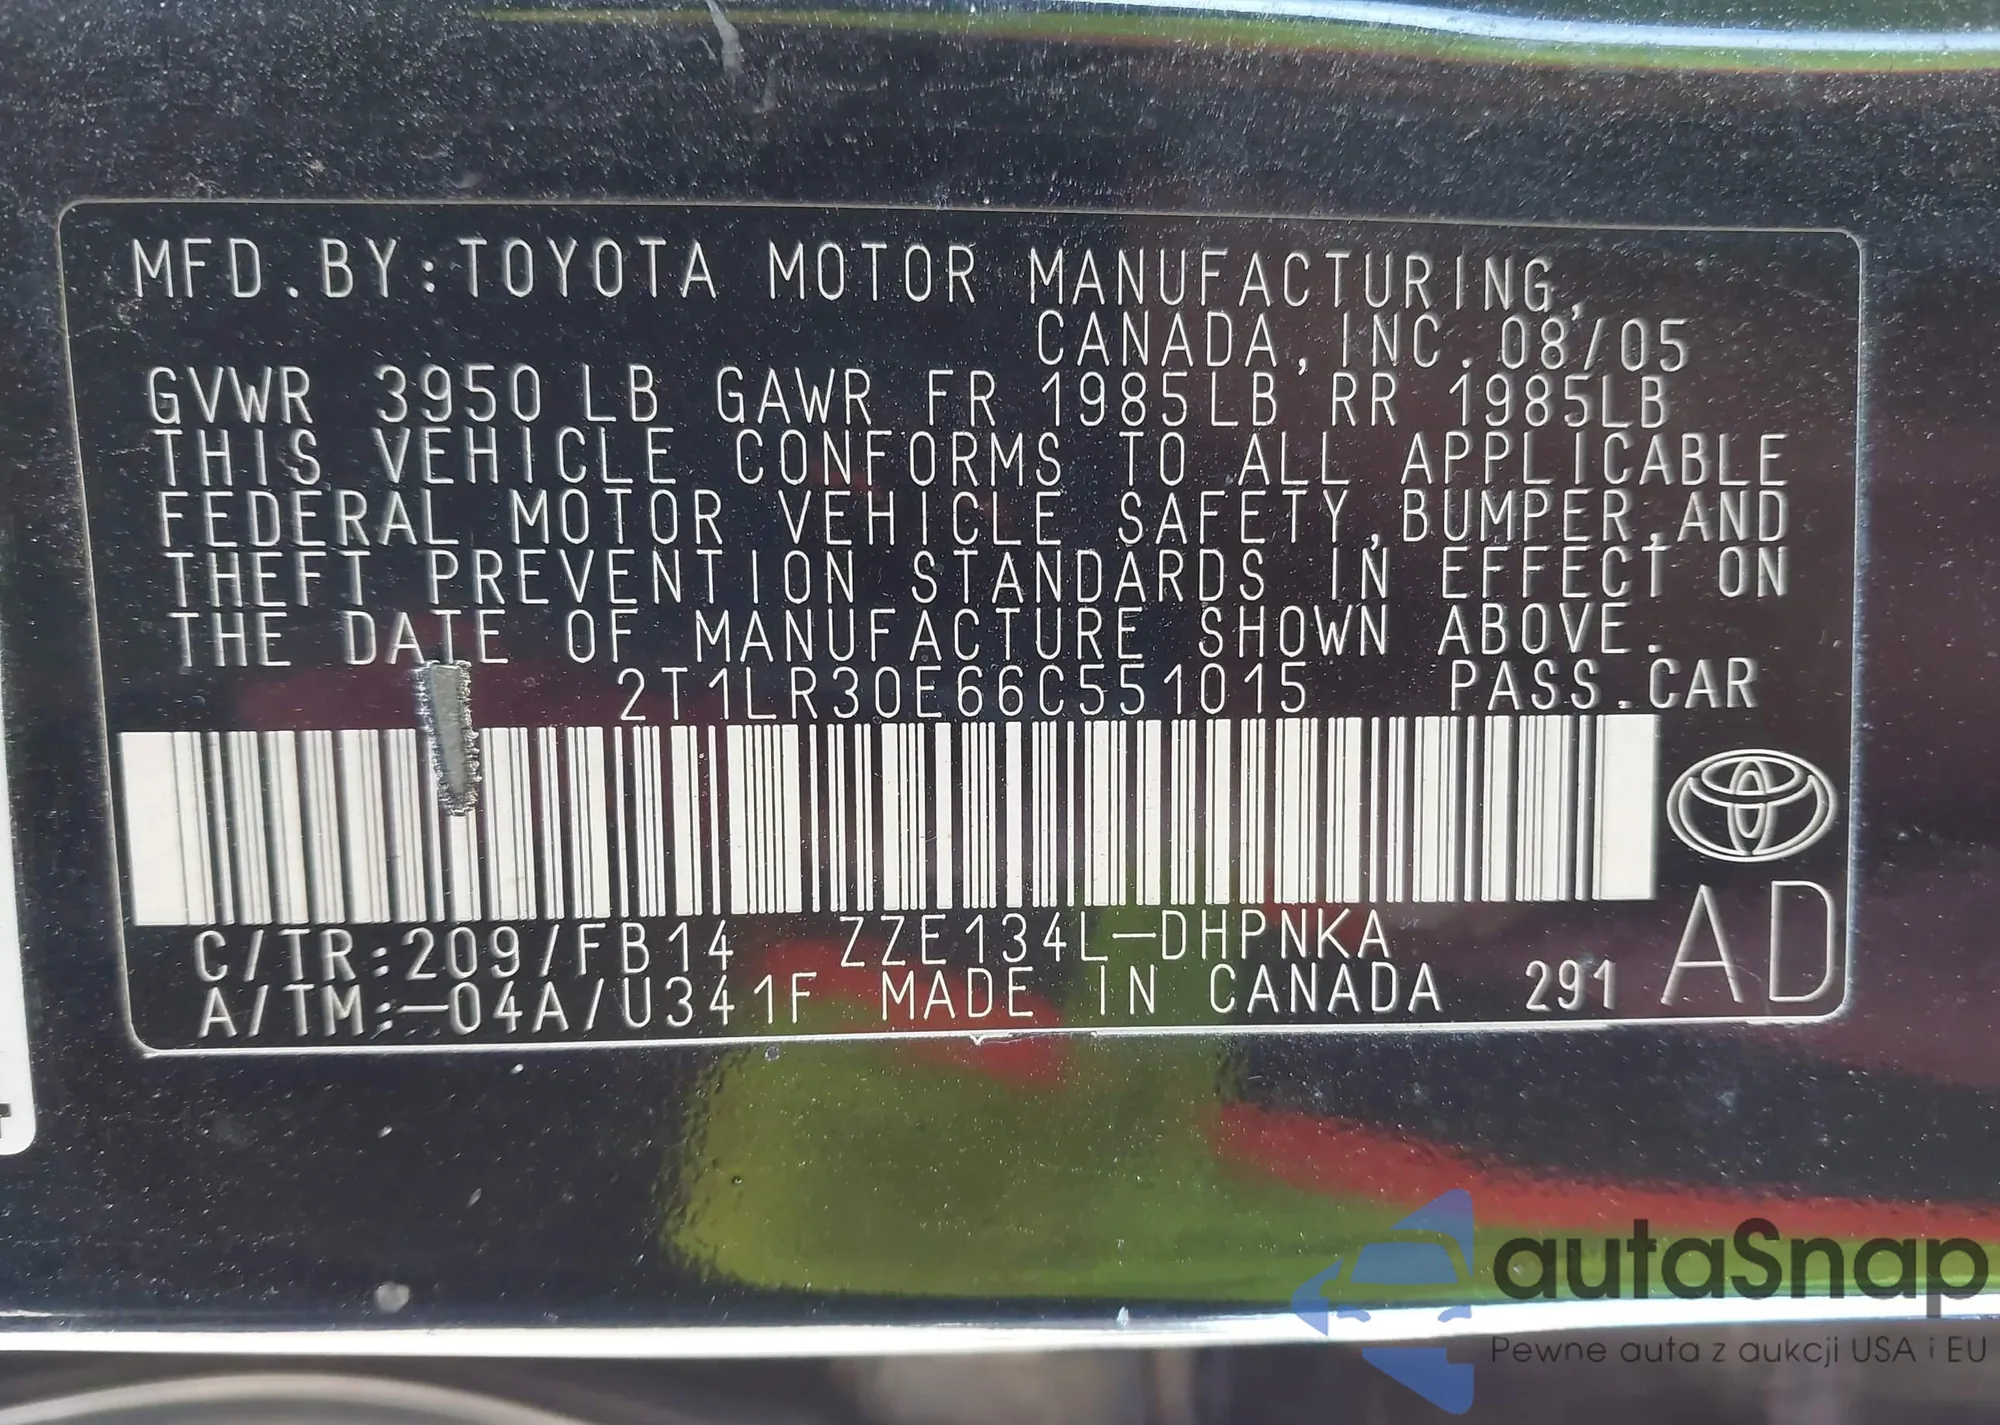 MFD.BY:TOYOTA MOTOR MANUFACTURING,
CANADA,INC.08/05
GVWR 3950LB GAWR FR 1985LB RR 1985LB
THIS VEHICLE CONFORMS TO ALL APPLICABLE
FEDERAL MOTOR VEHICLE SAFETY,BUMPER,AND
THEFT PREVENTION STANDARDS IN EFFECT ON
THE DATE OF MANUFACTURE SHOWN ABOVE.
2T1LR30E66C551015 PASS.CAR
C/TR:209/FB14 ZZE134L-DHPNKA
A/TM:-04A/U341F MADE IN CANADA 291 AD
autaSnap
Pewne auta z aukcji USA i EU